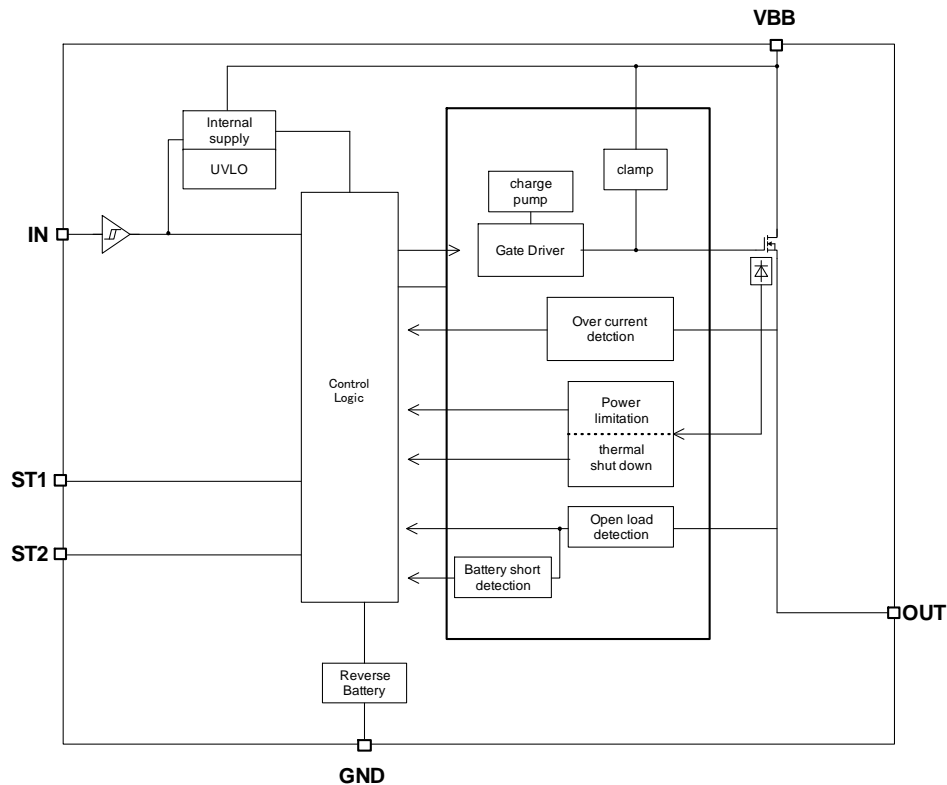 VBB
Internal
supply
UVLO
clamp
charge
pump
IN
Gate Driver
Over current
detction
Control
Logic
Power
limitation
thermal
shut down
ST1
Open load
detection
ST2
Battery short
detection
OUT
Reverse
Battery
GND